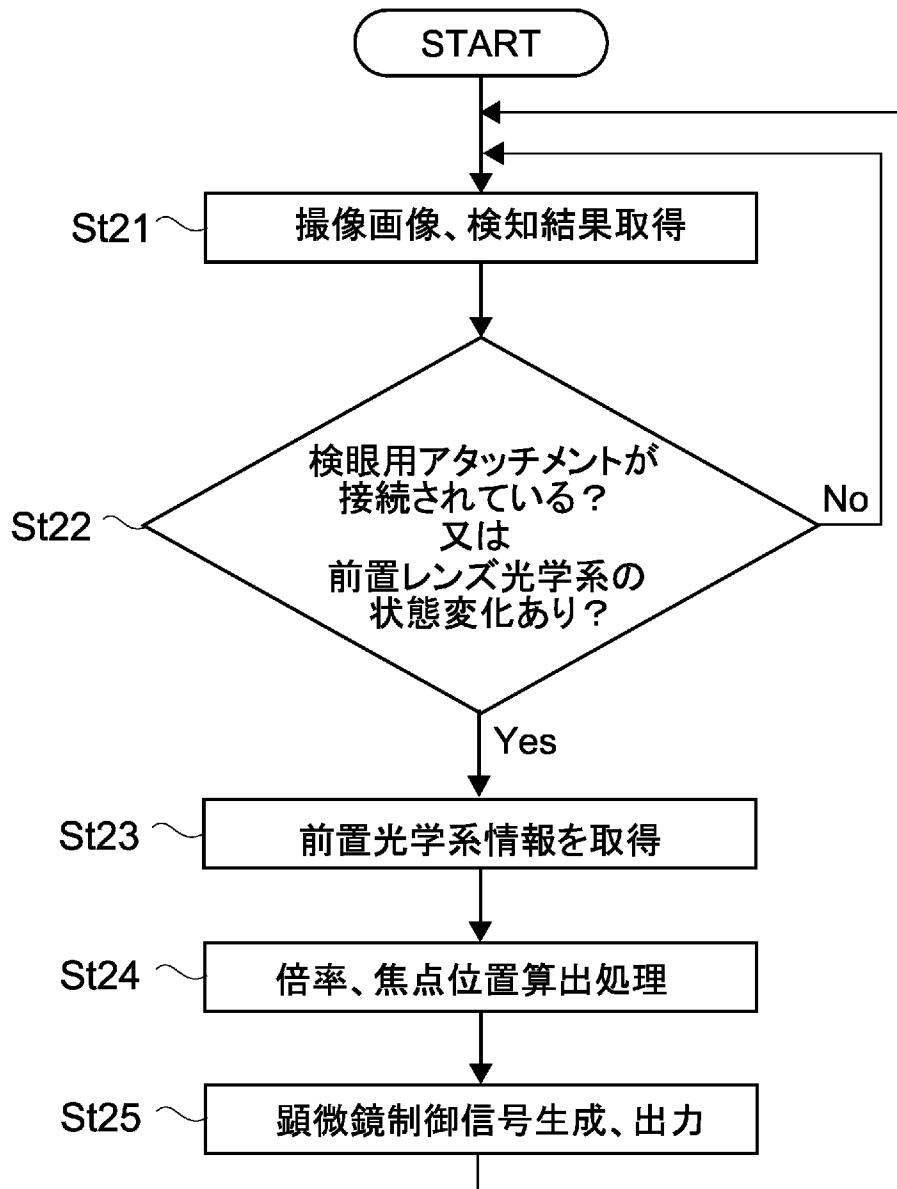 START
St21
撮像画像、検知結果取得
St22
検眼用アタッチメントが
接続されている？
又は
前置レンズ光学系の
状態変化あり？
No
Yes
St23
前置光学系情報を取得
St24
倍率、焦点位置算出処理
St25
顕微鏡制御信号生成、出力